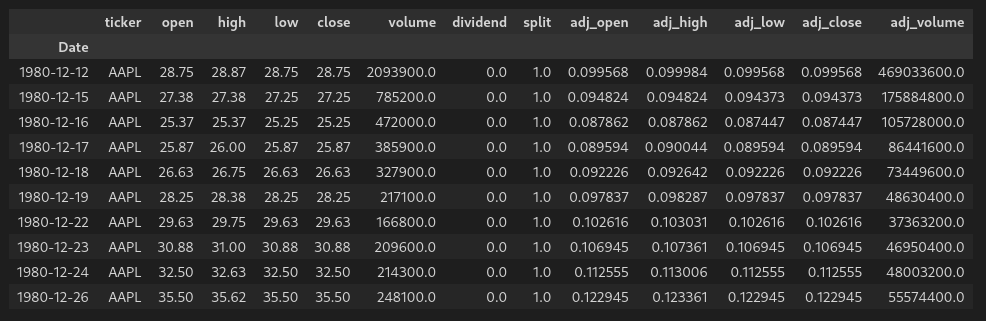 ticker open high low close volume dividend split adj_open adj_high adj_low adj_close adj_volume
Date
1980-12-12 AAPL 28.75 28.87 28.75 28.75 2093900.0 0.0 1.0 0.099568 0.099984 0.099568 0.099568 469033600.0
1980-12-15 AAPL 27.38 27.38 27.25 27.25 785200.0 0.0 1.0 0.094824 0.094824 0.094373 0.094373 175884800.0
1980-12-16 AAPL 25.37 25.37 25.25 25.25 472000.0 0.0 1.0 0.087862 0.087862 0.087447 0.087447 105728000.0
1980-12-17 AAPL 25.87 26.00 25.87 25.87 385900.0 0.0 1.0 0.089594 0.090044 0.089594 0.089594 86441600.0
1980-12-18 AAPL 26.63 26.75 26.63 26.63 327900.0 0.0 1.0 0.092226 0.092642 0.092226 0.092226 73449600.0
1980-12-19 AAPL 28.25 28.38 28.25 28.25 217100.0 0.0 1.0 0.097837 0.098287 0.097837 0.097837 48630400.0
1980-12-22 AAPL 29.63 29.75 29.63 29.63 166800.0 0.0 1.0 0.102616 0.103031 0.102616 0.102616 37363200.0
1980-12-23 AAPL 30.88 31.00 30.88 30.88 209600.0 0.0 1.0 0.106945 0.107361 0.106945 0.106945 46950400.0
1980-12-24 AAPL 32.50 32.63 32.50 32.50 214300.0 0.0 1.0 0.112555 0.113006 0.112555 0.112555 48003200.0
1980-12-26 AAPL 35.50 35.62 35.50 35.50 248100.0 0.0 1.0 0.122945 0.123361 0.122945 0.122945 55574400.0